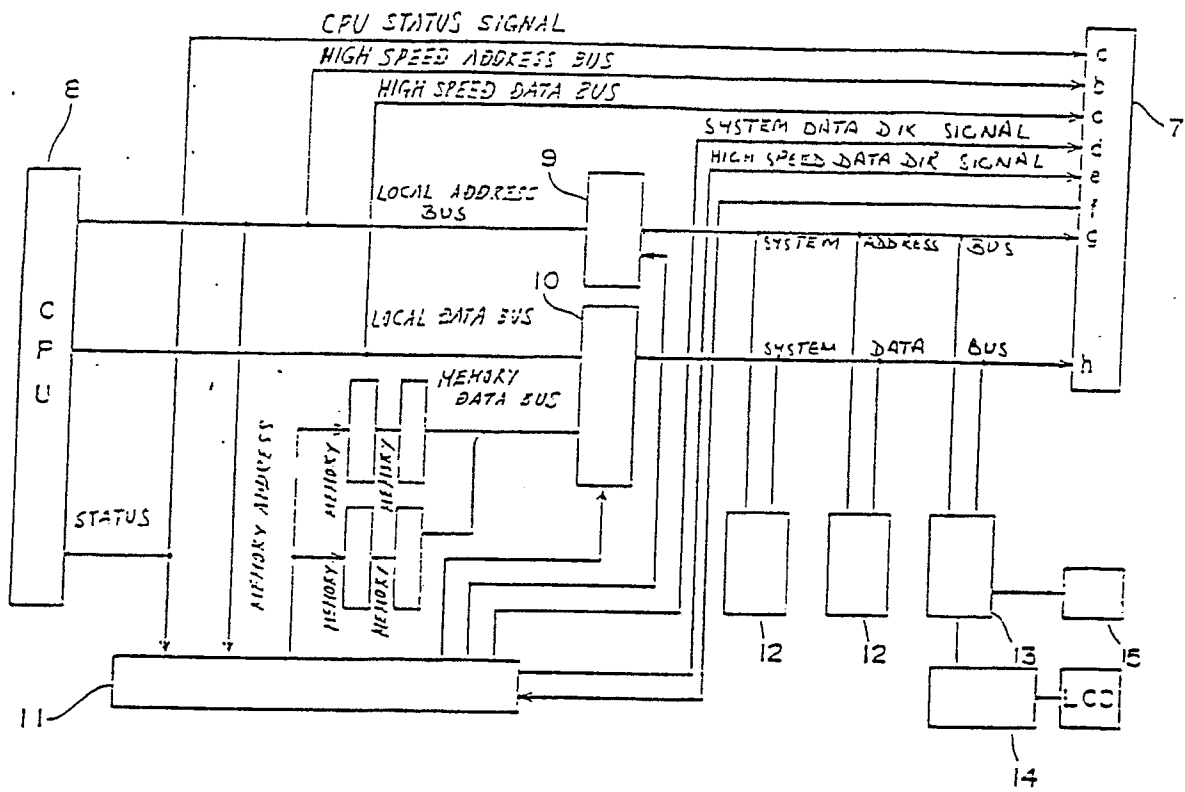 CPU STATUS SIGNAL
HIGH SPEED ADDRESS BUS
HIGH SPEED DATA BUS
SYSTEM DATA DIR SIGNAL
HIGH SPEED DATA DIR SIGNAL
c
b
c
d
e
f
g
h
7
8
9
LOCAL ADDRESS
BUS
SYSTEM ADDRESS BUS
10
CPU
LOCAL DATA BUS
SYSTEM DATA BUS
MEMORY
DATA BUS
MEMORY
MEMORY
MEMORY ADDRESS
STATUS
MEMORY
MEMORY
12
12
13
15
11
LCD
14